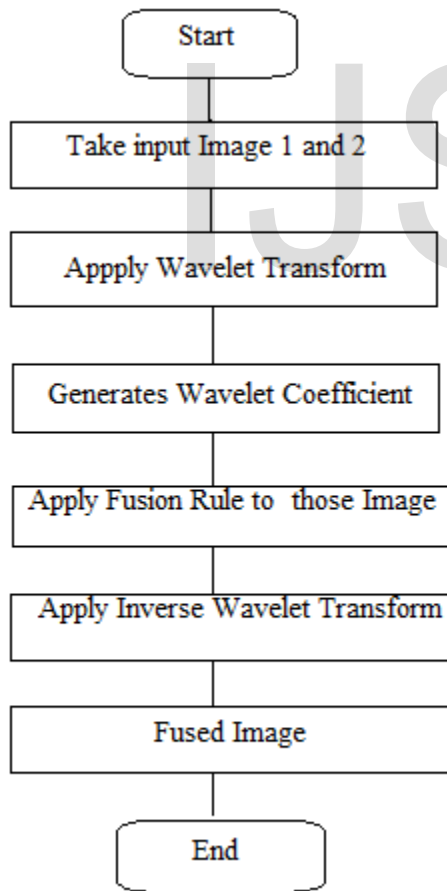 Start
IJS
Take input Image 1 and 2
Appply Wavelet Transform
Generates Wavelet Coefficient
Apply Fusion Rule to those Image
Apply Inverse Wavelet Transform
Fused Image
End